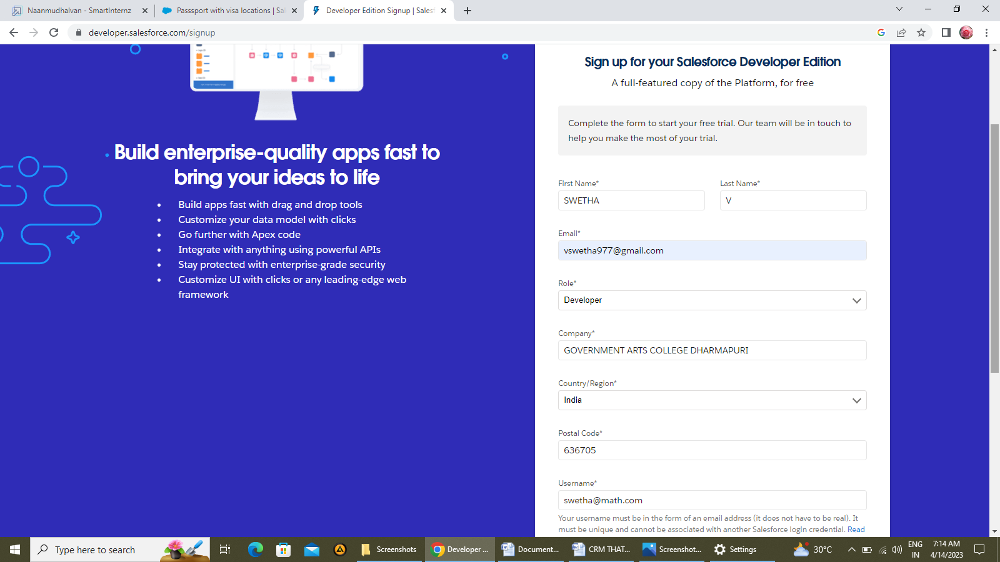 Naanmudhalvan - SmartInternz
Passsport with visa locations | Sal
Developer Edition Signup | Salesf
developer.salesforce.com/signup
Build enterprise-quality apps fast to
bring your ideas to life
• Build apps fast with drag and drop tools
• Customize your data model with clicks
• Go further with Apex code
• Integrate with anything using powerful APIs
• Stay protected with enterprise-grade security
• Customize UI with clicks or any leading-edge web
framework
Sign up for your Salesforce Developer Edition
A full-featured copy of the Platform, for free
Complete the form to start your free trial. Our team will be in touch to
help you make the most of your trial.
First Name* Last Name*
SWETHA V
Email*
vswetha977@gmail.com
Role*
Developer
Company*
GOVERNMENT ARTS COLLEGE DHARMAPURI
Country/Region*
India
Postal Code*
636705
Username*
swetha@math.com
Your username must be in the form of an email address (it does not have to be real). It
must be unique and cannot be associated with another Salesforce login credential. Read
Type here to search
Screenshots
Developer ...
Document...
CRM THAT...
Screenshot...
Settings
30°C
ENG
IN
7:14 AM
4/14/2023